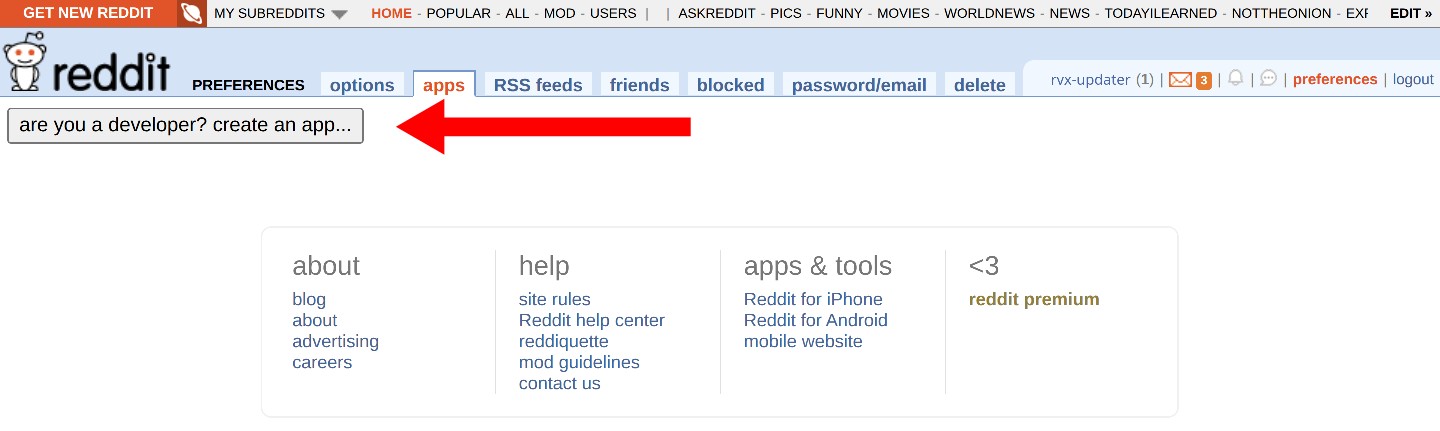 GET NEW REDDIT MY SUBREDDITS HOME - POPULAR - ALL - MOD - USERS | | ASKREDDIT - PICS - FUNNY - MOVIES - WORLDNEWS - NEWS - TODAYILEARNED - NOTTHEONION - EXP EDIT »
reddit PREFERENCES options apps RSS feeds friends blocked password/email delete rvx-updater (1) | 3 | | | preferences | logout
are you a developer? create an app...
about
blog
about
advertising
careers
help
site rules
Reddit help center
reddiquette
mod guidelines
contact us
apps & tools
Reddit for iPhone
Reddit for Android
mobile website
<3
reddit premium